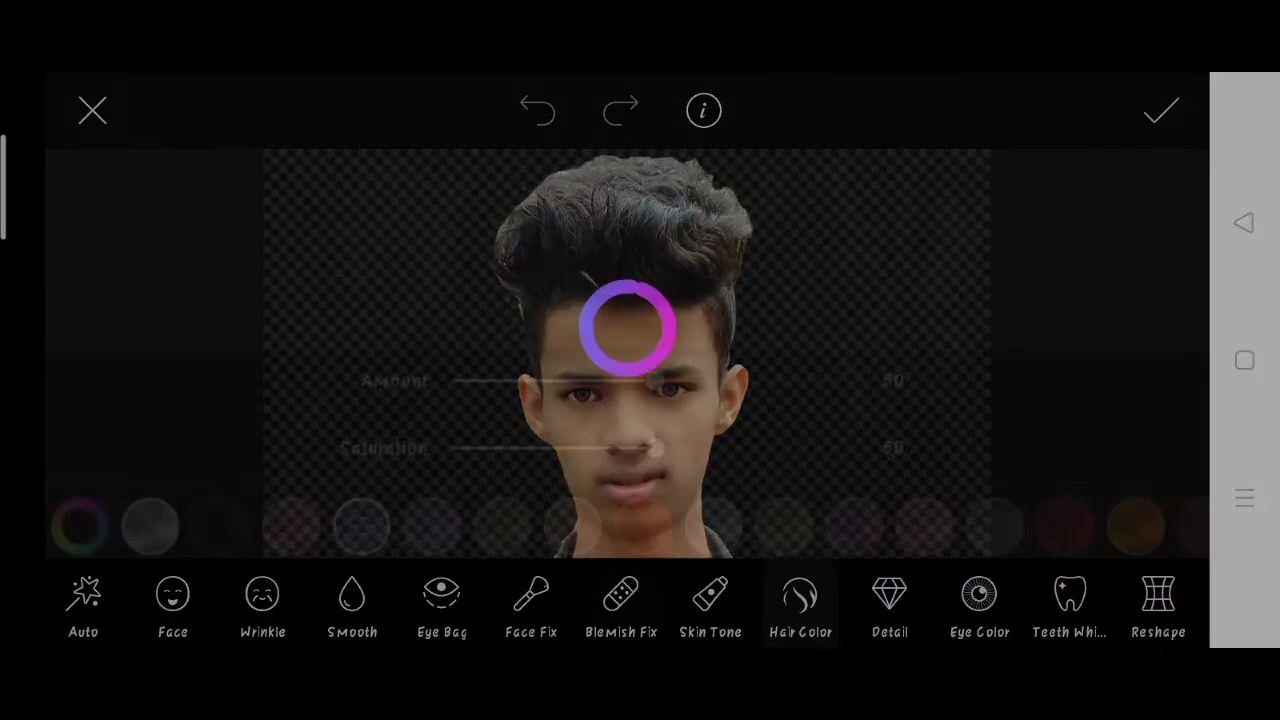 Amount 50
Saturation 50
Auto Face Wrinkle Smooth Eye Bag Face Fix Blemish Fix Skin Tone Hair Color Detail Eye Color Teeth Whi... Reshape